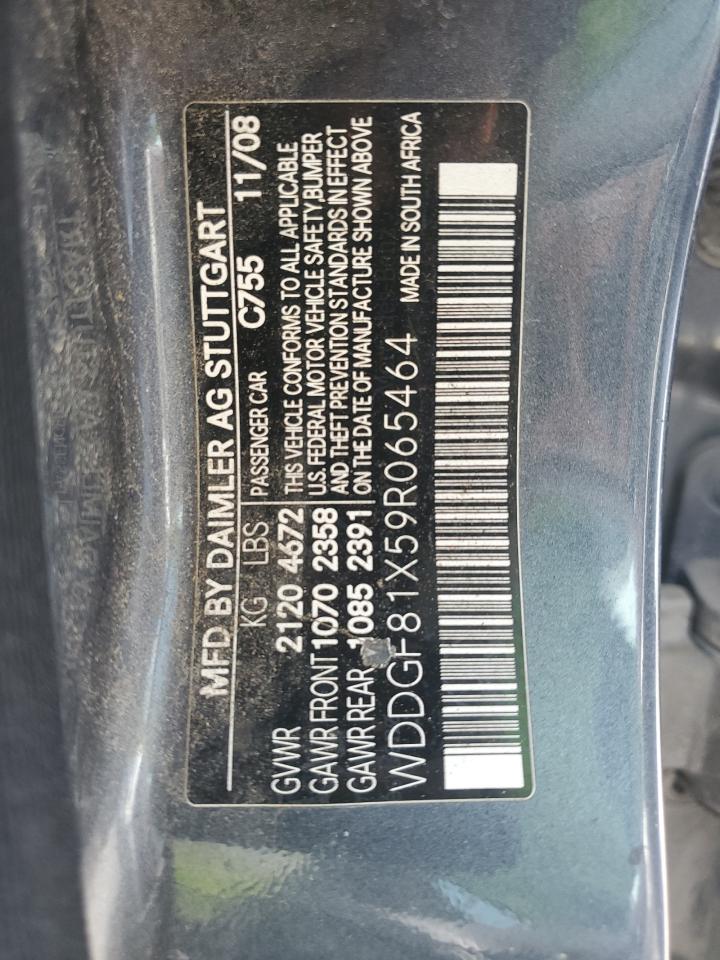 MFD BY DAIMLER AG STUTTGART
KG LBS PASSENGER CAR C755 11/08
GVWR 2120 4672 THIS VEHICLE CONFORMS TO ALL APPLICABLE
GAWR FRONT 1070 2358 U.S. FEDERAL MOTOR VEHICLE SAFETY,BUMPER
AND THEFT PREVENTION STANDARDS IN EFFECT
GAWR REAR 1085 2391 ON THE DATE OF MANUFACTURE SHOWN ABOVE
WDDGF81X59R065464 MADE IN SOUTH AFRICA